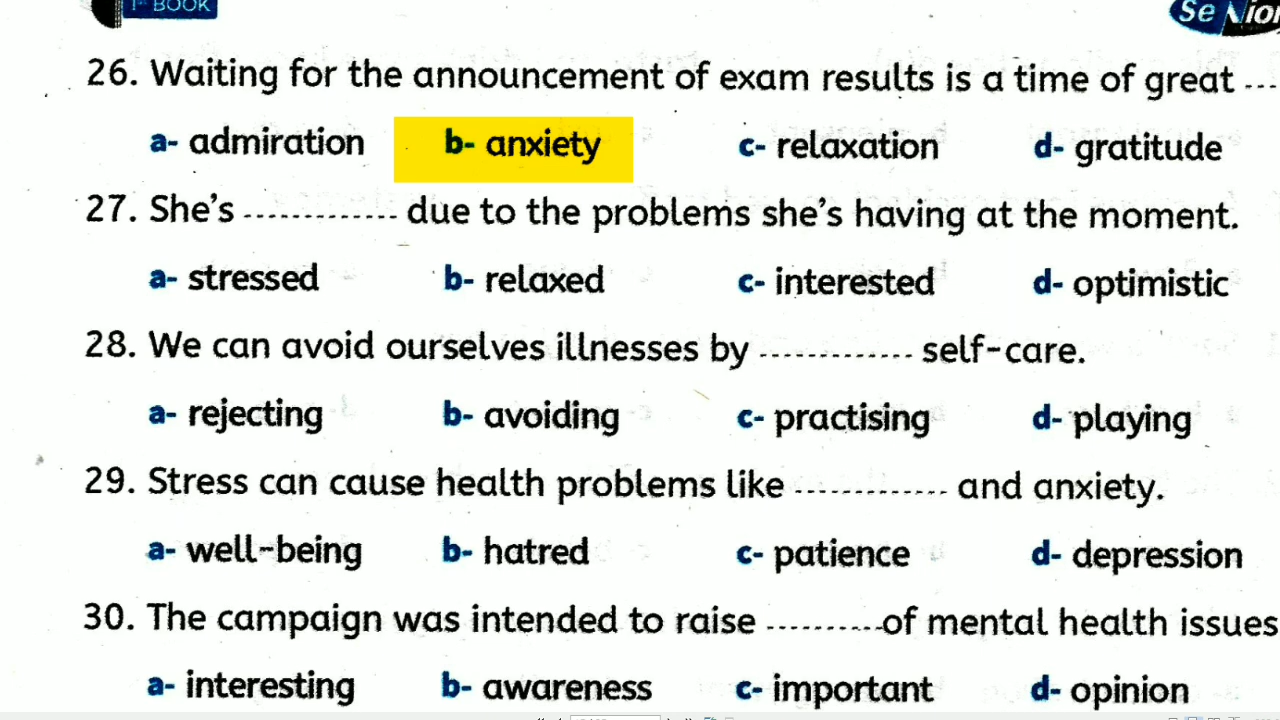 1st BOOK
Senior
26. Waiting for the announcement of exam results is a time of great ...
a- admiration b- anxiety c- relaxation d- gratitude
27. She's ............. due to the problems she's having at the moment.
a- stressed b- relaxed c- interested d- optimistic
28. We can avoid ourselves illnesses by ............. self-care.
a- rejecting b- avoiding c- practising d- playing
29. Stress can cause health problems like ............. and anxiety.
a- well-being b- hatred c- patience d- depression
30. The campaign was intended to raise ..........of mental health issues
a- interesting b- awareness c- important d- opinion